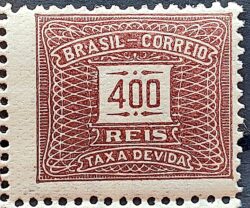 BRASIL-CORREIO
400
REIS
TAXA DEVIDA